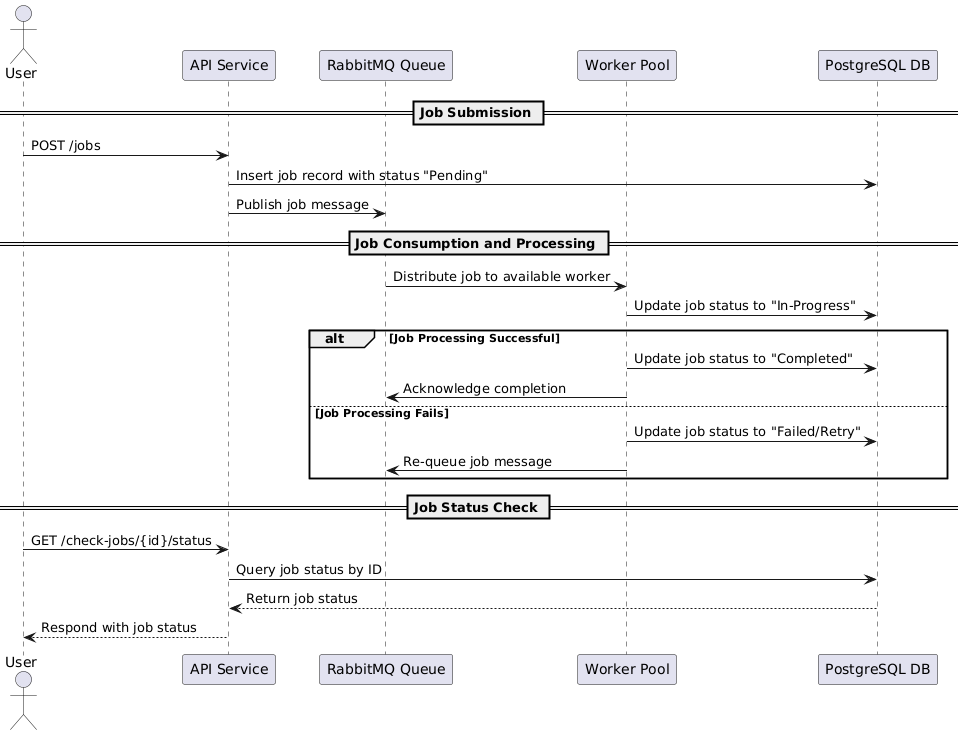 User
API Service
RabbitMQ Queue
Worker Pool
PostgreSQL DB
Job Submission
POST /jobs
Insert job record with status "Pending"
Publish job message
Job Consumption and Processing
Distribute job to available worker
Update job status to "In-Progress"
alt
[Job Processing Successful]
Update job status to "Completed"
Acknowledge completion
[Job Processing Fails]
Update job status to "Failed/Retry"
Re-queue job message
Job Status Check
GET /check-jobs/{id}/status
Query job status by ID
Return job status
Respond with job status
User
API Service
RabbitMQ Queue
Worker Pool
PostgreSQL DB